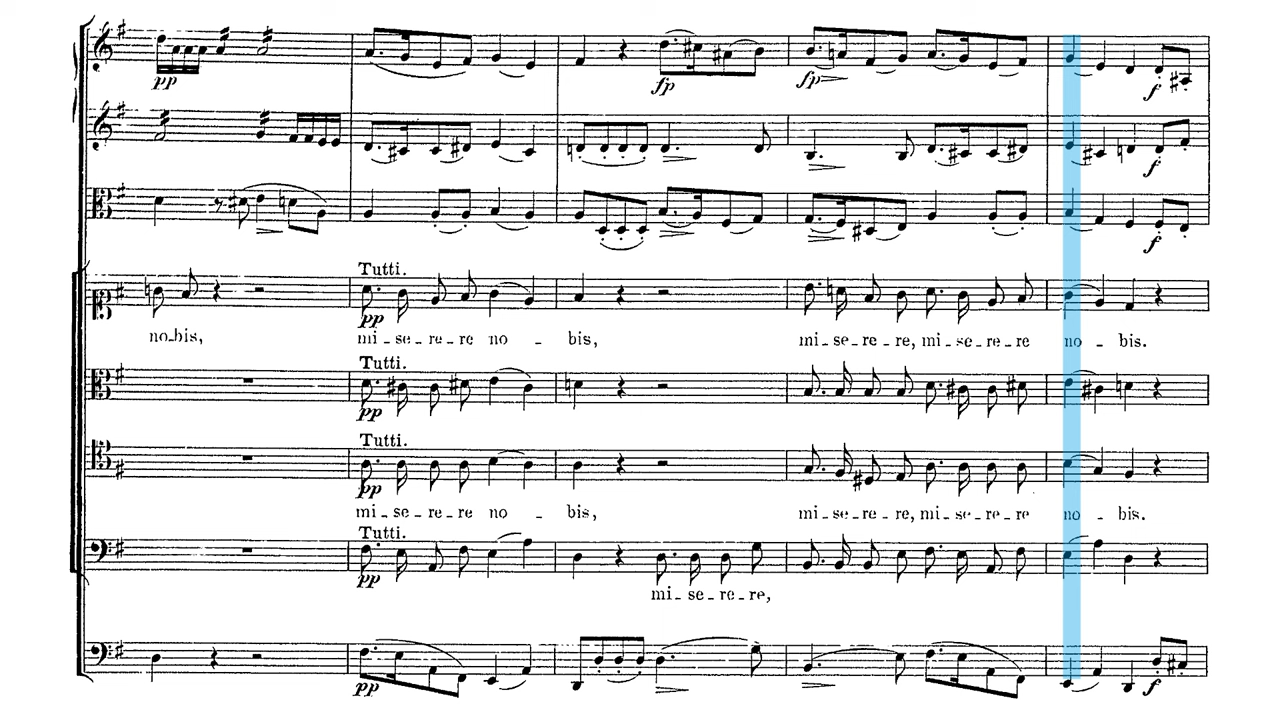 pp
fp
fp
f
f
f
no-bis,
Tutti.
pp
mi-se-re-re no - bis,
mi-se-re-re, mi-se-re-re no - bis.
Tutti.
pp
Tutti.
pp
mi-se-re-re no - bis,
mi-se-re-re, mi-se-re-re no - bis.
Tutti.
pp
mi-se-re-re,
pp
f